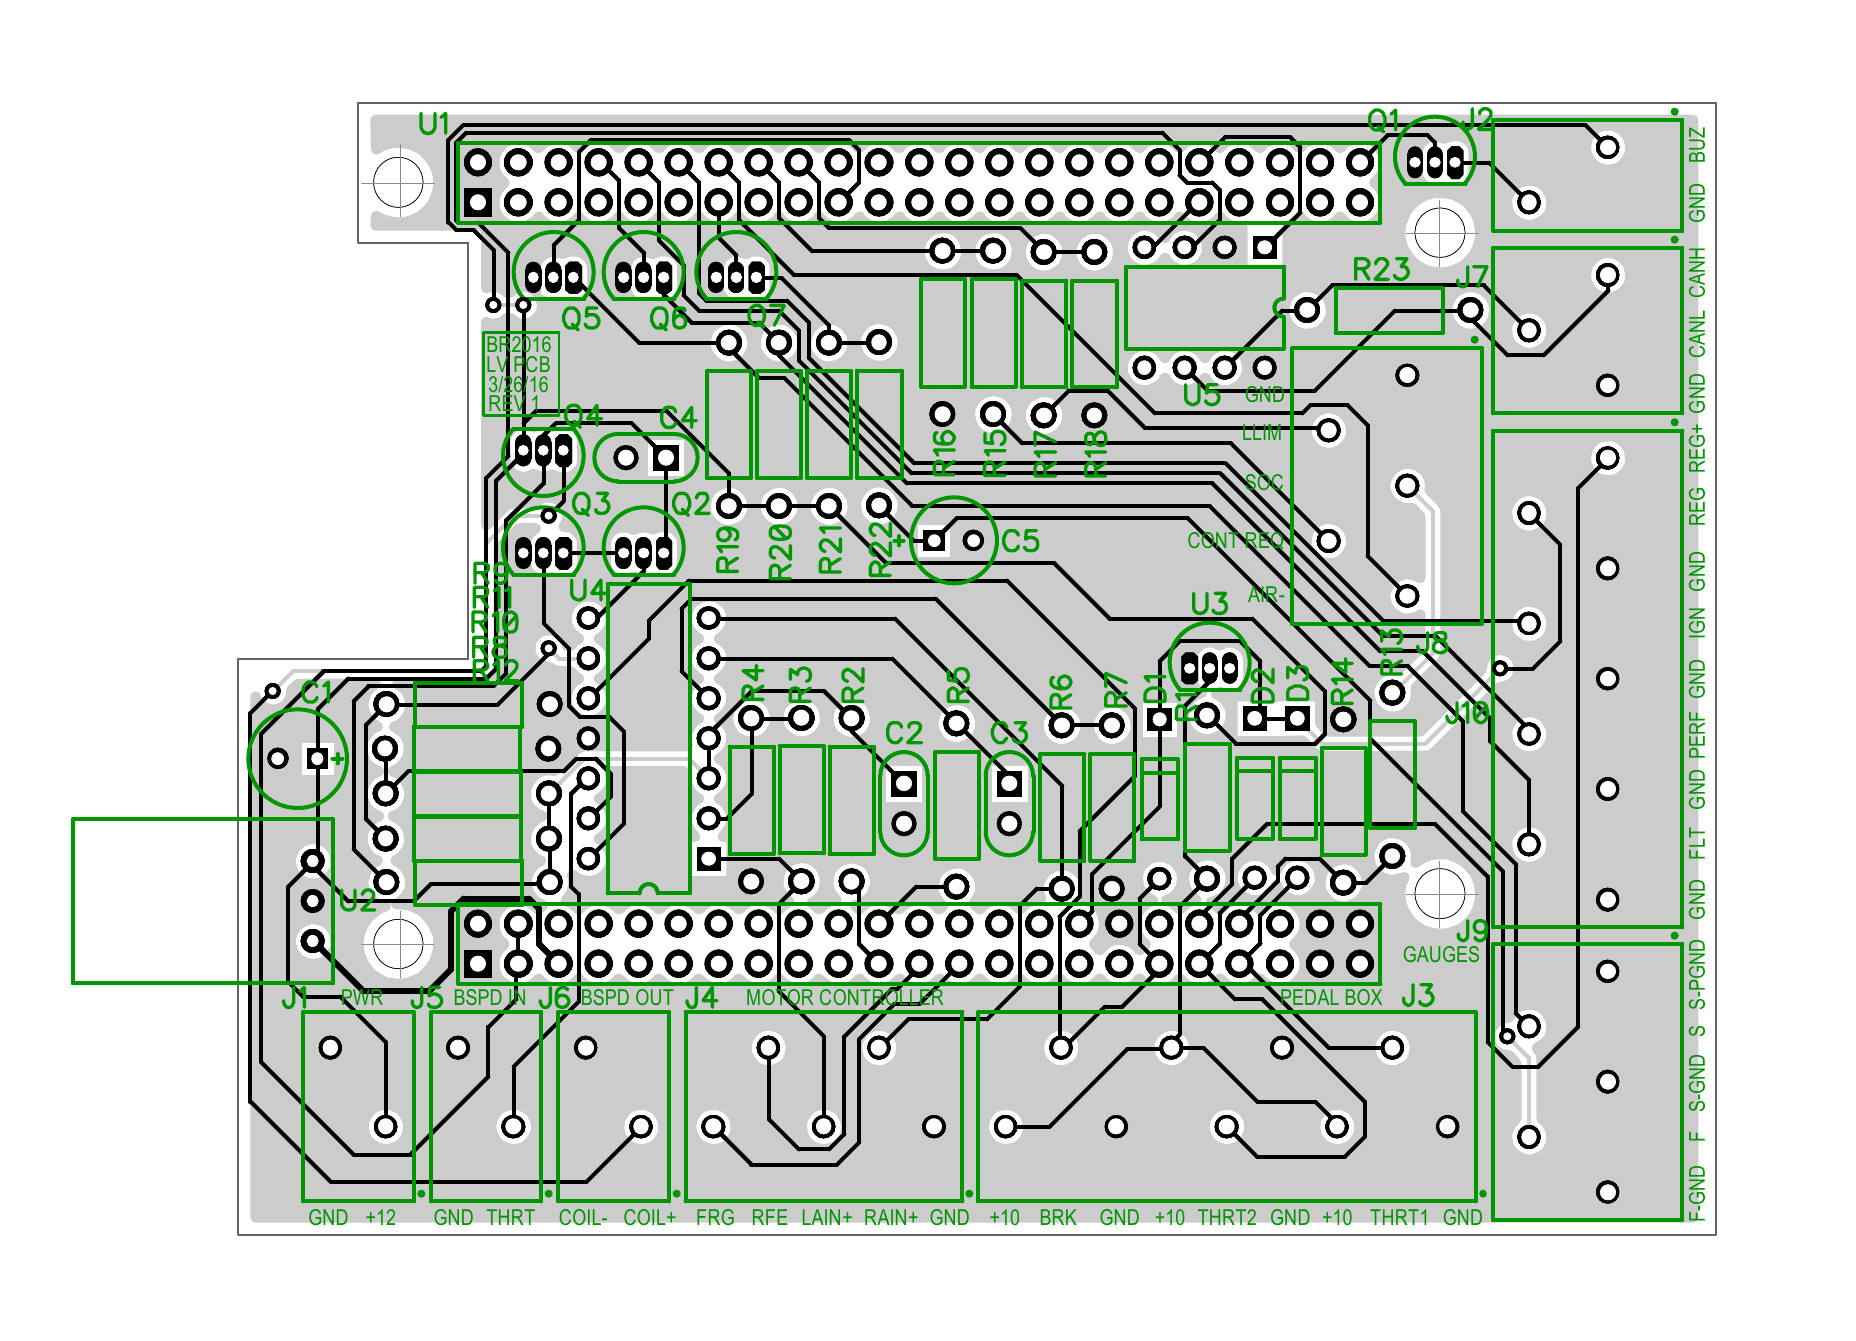 U1
Q1
J2
BUZ
GND
Q5
Q6
Q7
R23
J7
CANH
CANL
GND
BR2016
LV PCB
3/26/16
REV 1
Q4
C4
U5
GND
LLIM
SOC
CONT REQ
AIR-
R16
R15
R17
R18
Q3
Q2
R19
R20
R21
R22
+
C5
REG+
REG
GND
IGN
GND
PERF
GND
FLT
GND
R9
R11
R10
R8
R12
U4
U3
R13
J8
C1
+
R4
R3
R2
R5
R6
R7
D1
R1
D2
D3
R14
J10
C2
C3
U2
J9
GAUGES
J1
PWR
J5
BSPD IN
J6
BSPD OUT
J4
MOTOR CONTROLLER
PEDAL BOX
J3
S-PGND
S
S-GND
F
F-GND
GND +12 GND THRT COIL- COIL+ FRG RFE LAIN+ RAIN+ GND +10 BRK GND +10 THRT2 GND +10 THRT1 GND